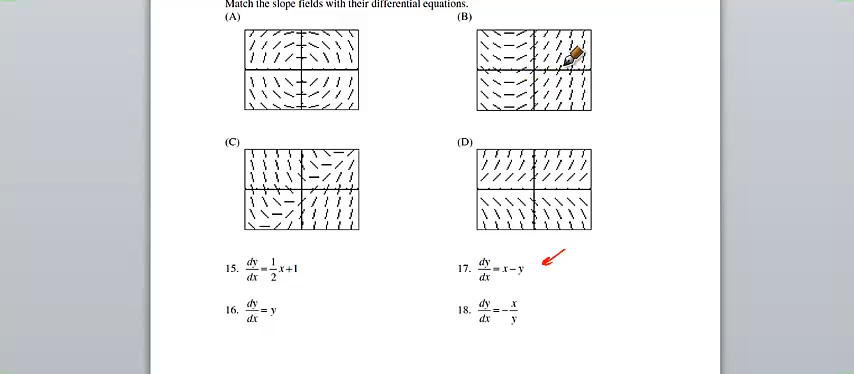 Match the slope fields with their differential equations.
(A) (B)
(C) (D)
15. dy/dx = 1/2 x + 1
17. dy/dx = x − y
16. dy/dx = y
18. dy/dx = − x/y